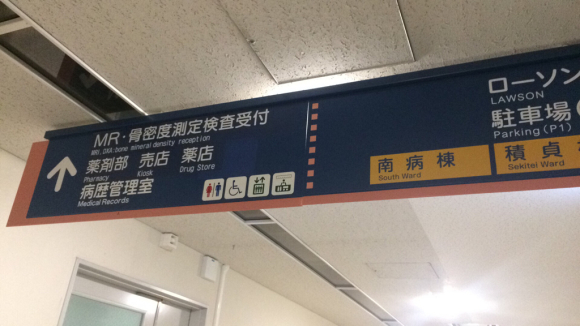 MR・骨密度測定検査受付
MR, DXA:bone mineral density reception
薬剤部 売店 薬店
Pharmacy Kiosk Drug Store
病歴管理室
Medical Records
ローソン
LAWSON
駐車場
Parking(P1)
南病棟 積貞
South Ward Sekitei Ward